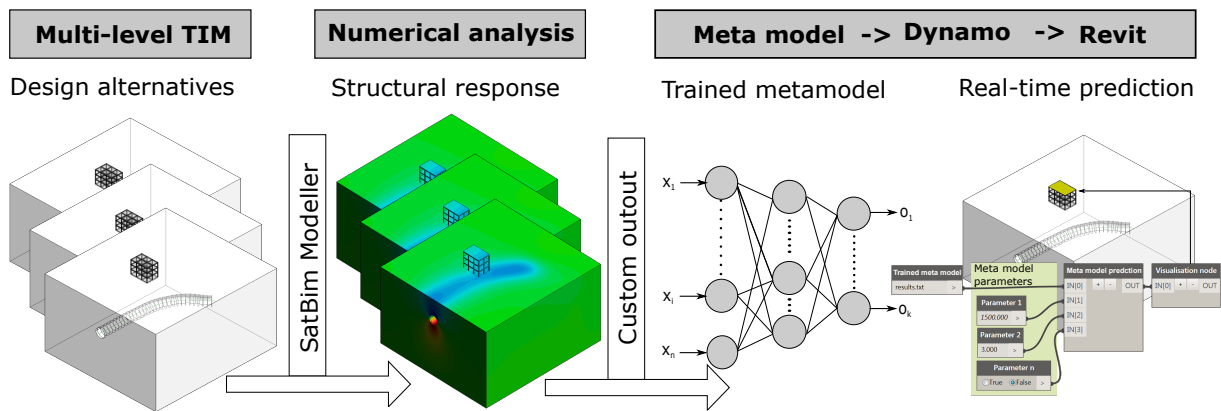 Multi-level TIM
Numerical analysis
Meta model -> Dynamo -> Revit
Design alternatives
Structural response
Trained metamodel
Real-time prediction
SatBim Modeller
Custom outout
x1
xi
xn
o1
ok
Trained meta model
results.txt >
Meta model
parameters
Parameter 1
1500.000 >
Parameter 2
3.000 >
Parameter n
True False >
Meta model predction
IN[0] + - OUT
IN[1]
IN[2]
IN[3]
Visualisation node
IN[0] + - OUT